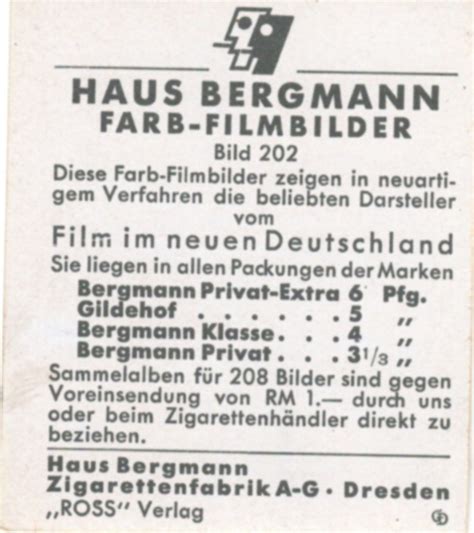 HAUS BERGMANN
FARB-FILMBILDER
Bild 202
Diese Farb-Filmbilder zeigen in neuarti-
gem Verfahren die beliebten Darsteller
vom
Film im neuen Deutschland
Sie liegen in allen Packungen der Marken
Bergmann Privat-Extra 6 Pfg.
Gildehof . . . . . . 5 „
Bergmann Klasse. . . 4 „
Bergmann Privat . . . 3 1/3 „
Sammelalben für 208 Bilder sind gegen
Voreinsendung von RM 1.— durch uns
oder beim Zigarettenhändler direkt zu
beziehen.
Haus Bergmann
Zigarettenfabrik A-G · Dresden
„ROSS" Verlag